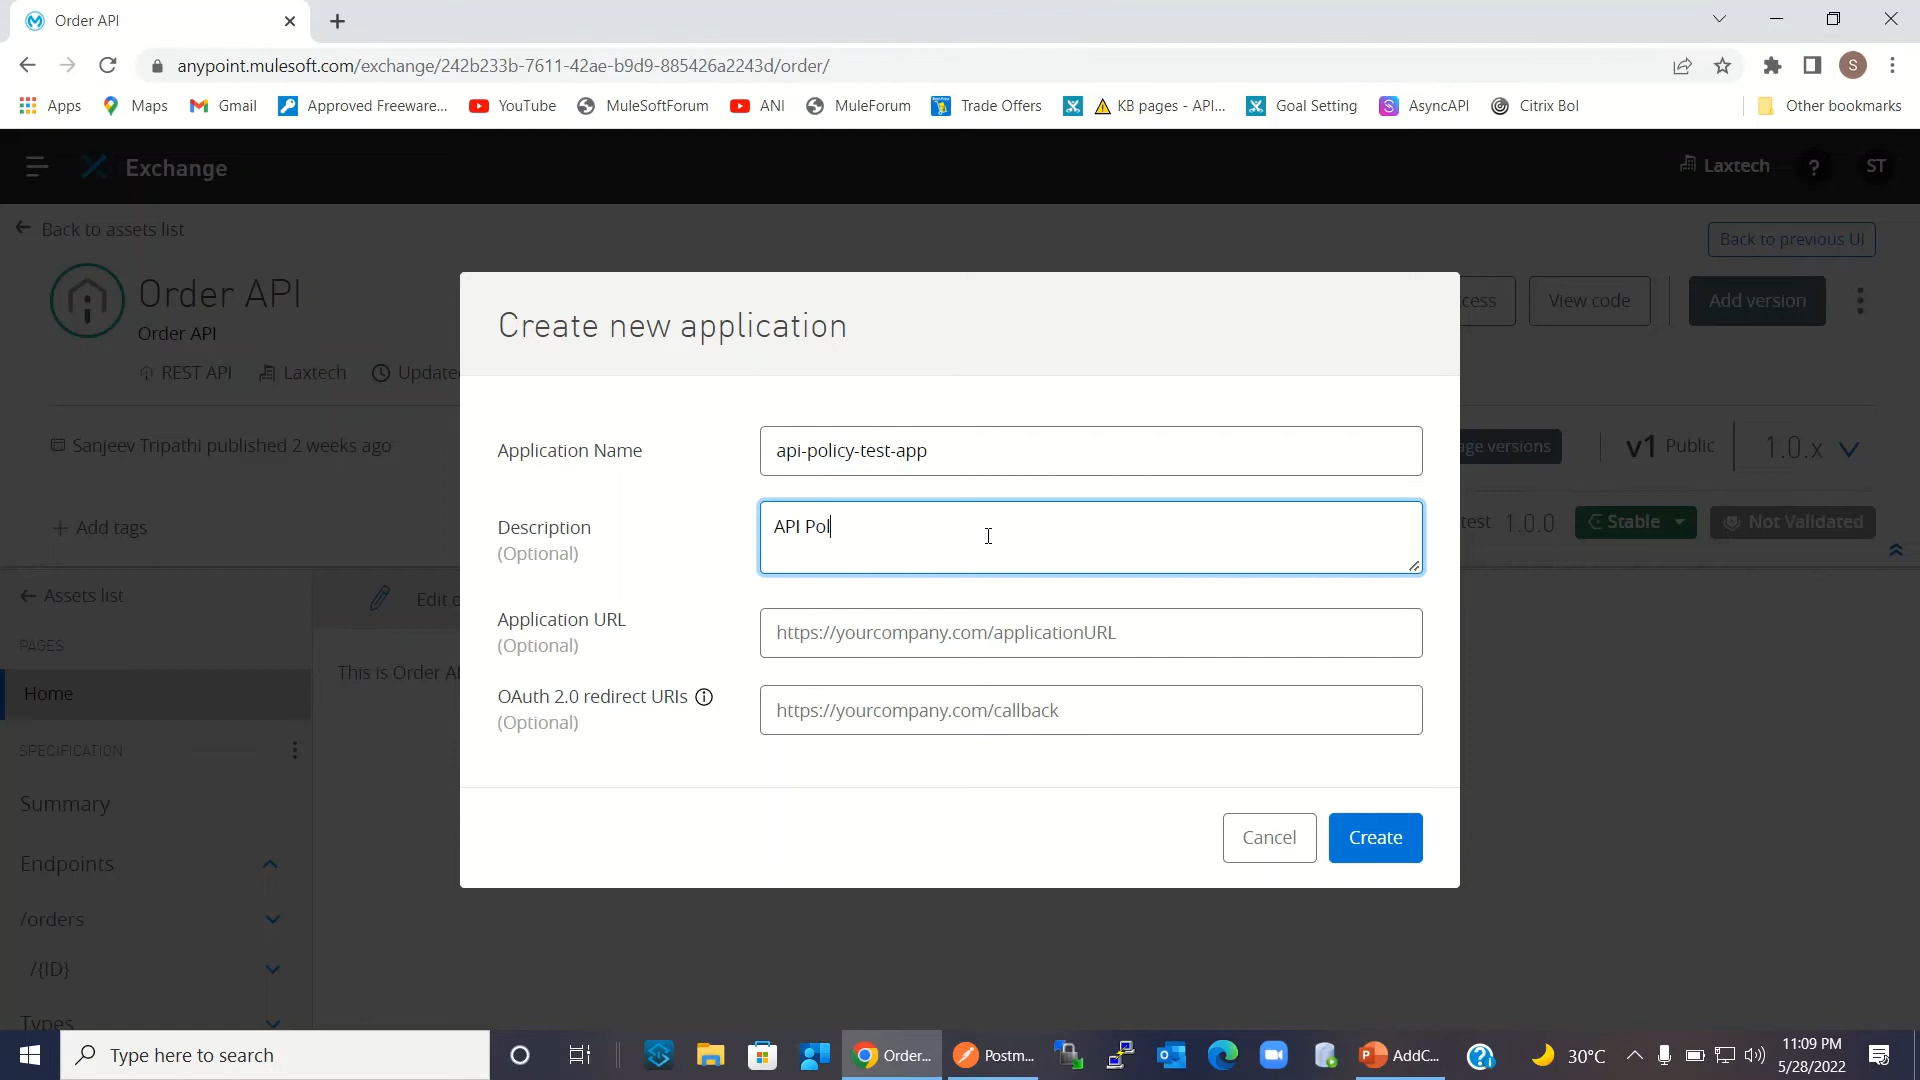 Order API
anypoint.mulesoft.com/exchange/242b233b-7611-42ae-b9d9-885426a2243d/order/
S
Apps
Maps
Gmail
Approved Freeware...
YouTube
MuleSoftForum
ANI
MuleForum
Trade Offers
KB pages - API...
Goal Setting
AsyncAPI
Citrix Bol
Other bookmarks
Exchange
Laxtech
?
ST
Back to assets list
Back to previous UI
Order API
Order API
REST API
Laxtech
Update
cess
View code
Add version
Sanjeev Tripathi published 2 weeks ago
age versions
v1 Public
1.0.x
Add tags
test 1.0.0
Stable
Not Validated
Assets list
Edit
PAGES
Home
This is Order A
SPECIFICATION
Summary
Endpoints
/orders
/{ID}
Types
Create new application
Application Name
api-policy-test-app
Description
(Optional)
API Pol
Application URL
(Optional)
https://yourcompany.com/applicationURL
OAuth 2.0 redirect URIs
(Optional)
https://yourcompany.com/callback
Cancel
Create
Type here to search
Order...
Postm...
AddC...
30°C
11:09 PM
5/28/2022